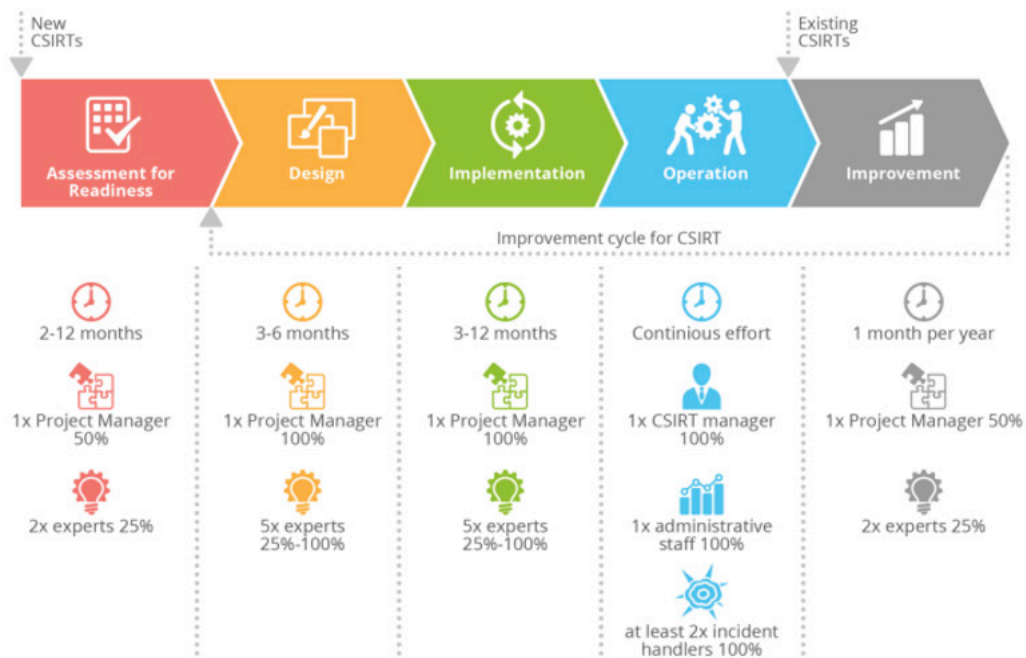 New
CSIRTs
Existing
CSIRTs
Assessment for
Readiness
Design
Implementation
Operation
Improvement
Improvement cycle for CSIRT
2-12 months
1x Project Manager
50%
2x experts 25%
3-6 months
1x Project Manager
100%
5x experts
25%-100%
3-12 months
1x Project Manager
100%
5x experts
25%-100%
Continious effort
1x CSIRT manager
100%
1x administrative
staff 100%
at least 2x incident
handlers 100%
1 month per year
1x Project Manager 50%
2x experts 25%